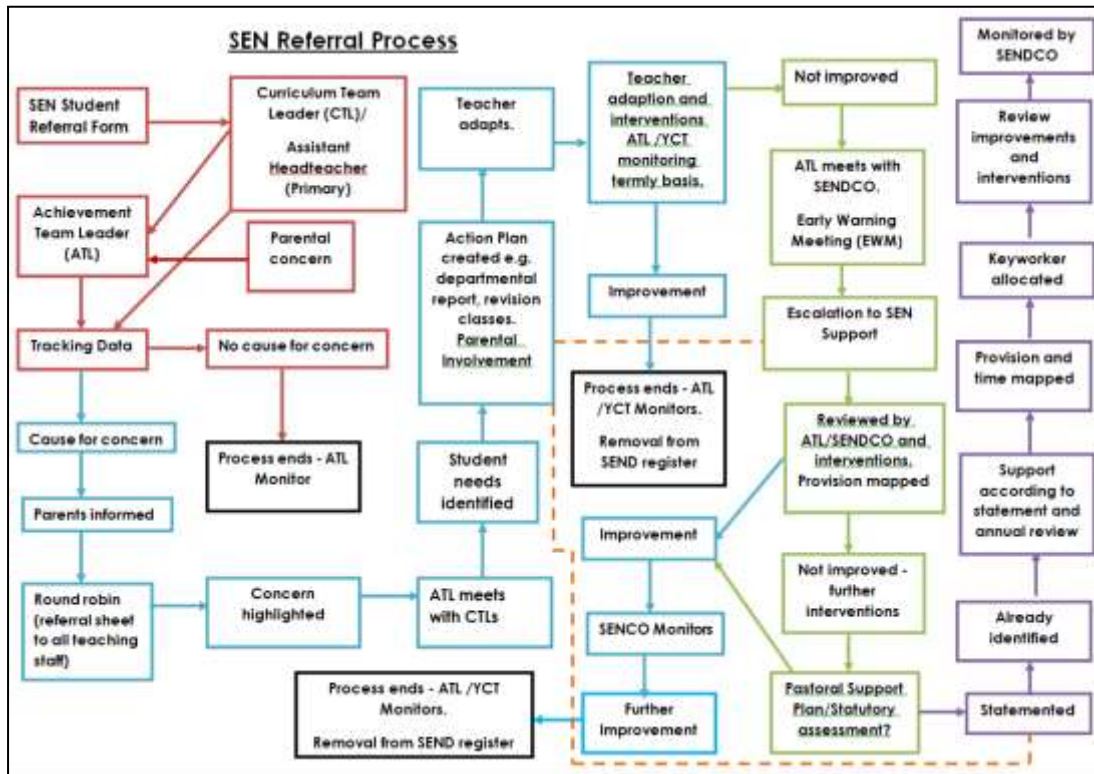 SEN Referral Process
SEN Student
Referral Form
Curriculum Team
Leader (CTL)/
Assistant
Headteacher
(Primary)
Achievement
Team Leader
(ATL)
Parental
concern
Tracking Data
No cause for concern
Cause for concern
Process ends - ATL
Monitor
Parents informed
Round robin
(referral sheet
to all teaching
staff)
Concern
highlighted
ATL meets
with CTLs
Student
needs
identified
Action Plan
created e.g.
departmental
report, revision
classes.
Parental
Involvement
Teacher
adapts.
Teacher
adaption and
interventions
ATL /YCT
monitoring
termly basis.
Improvement
Process ends - ATL
/YCT Monitors.
Removal from
SEND register
Not improved
ATL meets with
SENDCO.
Early Warning
Meeting (EWM)
Escalation to SEN
Support
Reviewed by
ATL/SENDCO and
interventions.
Provision mapped
Improvement
Not improved -
further
interventions
SENCO Monitors
Further
Improvement
Process ends - ATL /YCT
Monitors.
Removal from SEND register
Pastoral Support
Plan/Statutory
assessment?
Statemented
Already
identified
Support
according to
statement and
annual review
Provision and
time mapped
Keyworker
allocated
Review
improvements
and
interventions
Monitored by
SENDCO